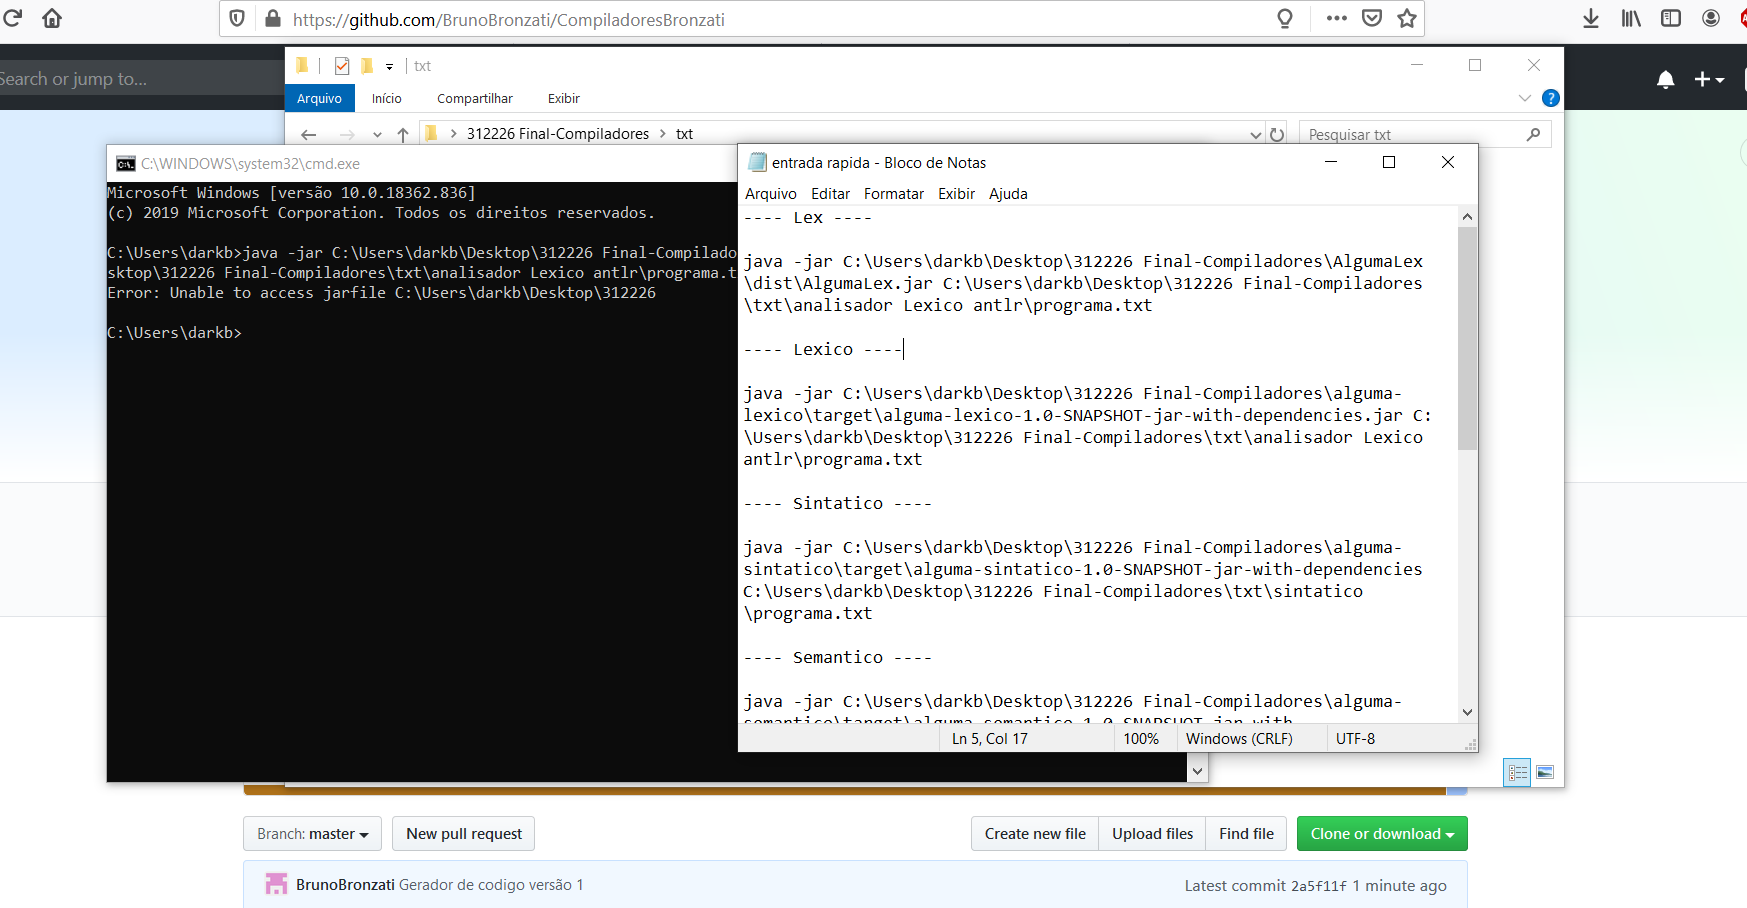 https://github.com/BrunoBronzati/CompiladoresBronzati
Search or jump to...
txt
Arquivo Início Compartilhar Exibir
312226 Final-Compiladores > txt
Pesquisar txt
C:\WINDOWS\system32\cmd.exe
Microsoft Windows [versão 10.0.18362.836]
(c) 2019 Microsoft Corporation. Todos os direitos reservados.
C:\Users\darkb>java -jar C:\Users\darkb\Desktop\312226 Final-Compilado
sktop\312226 Final-Compiladores\txt\analisador Lexico antlr\programa.t
Error: Unable to access jarfile C:\Users\darkb\Desktop\312226
C:\Users\darkb>
entrada rapida - Bloco de Notas
Arquivo Editar Formatar Exibir Ajuda
---- Lex ----
java -jar C:\Users\darkb\Desktop\312226 Final-Compiladores\AlgumaLex
\dist\AlgumaLex.jar C:\Users\darkb\Desktop\312226 Final-Compiladores
\txt\analisador Lexico antlr\programa.txt
---- Lexico ----
java -jar C:\Users\darkb\Desktop\312226 Final-Compiladores\alguma-
lexico\target\alguma-lexico-1.0-SNAPSHOT-jar-with-dependencies.jar C:
\Users\darkb\Desktop\312226 Final-Compiladores\txt\analisador Lexico
antlr\programa.txt
---- Sintatico ----
java -jar C:\Users\darkb\Desktop\312226 Final-Compiladores\alguma-
sintatico\target\alguma-sintatico-1.0-SNAPSHOT-jar-with-dependencies
C:\Users\darkb\Desktop\312226 Final-Compiladores\txt\sintatico
\programa.txt
---- Semantico ----
java -jar C:\Users\darkb\Desktop\312226 Final-Compiladores\alguma-
semantico\target\alguma-semantico-1.0-SNAPSHOT-jar-with-
Ln 5, Col 17 100% Windows (CRLF) UTF-8
Branch: master New pull request Create new file Upload files Find file Clone or download
BrunoBronzati Gerador de codigo versão 1 Latest commit 2a5f11f 1 minute ago